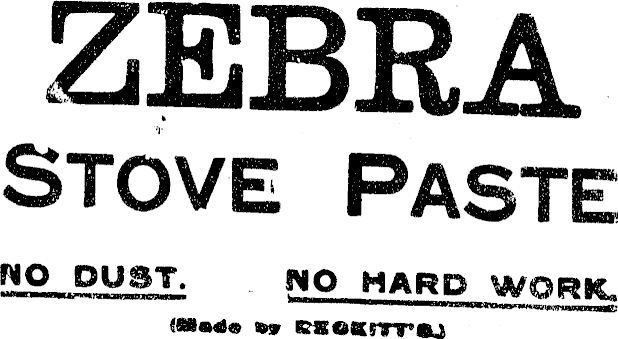 ZEBRA
STOVE PASTE
NO DUST. NO HARD WORK.
(Made by RECKITT'S.)